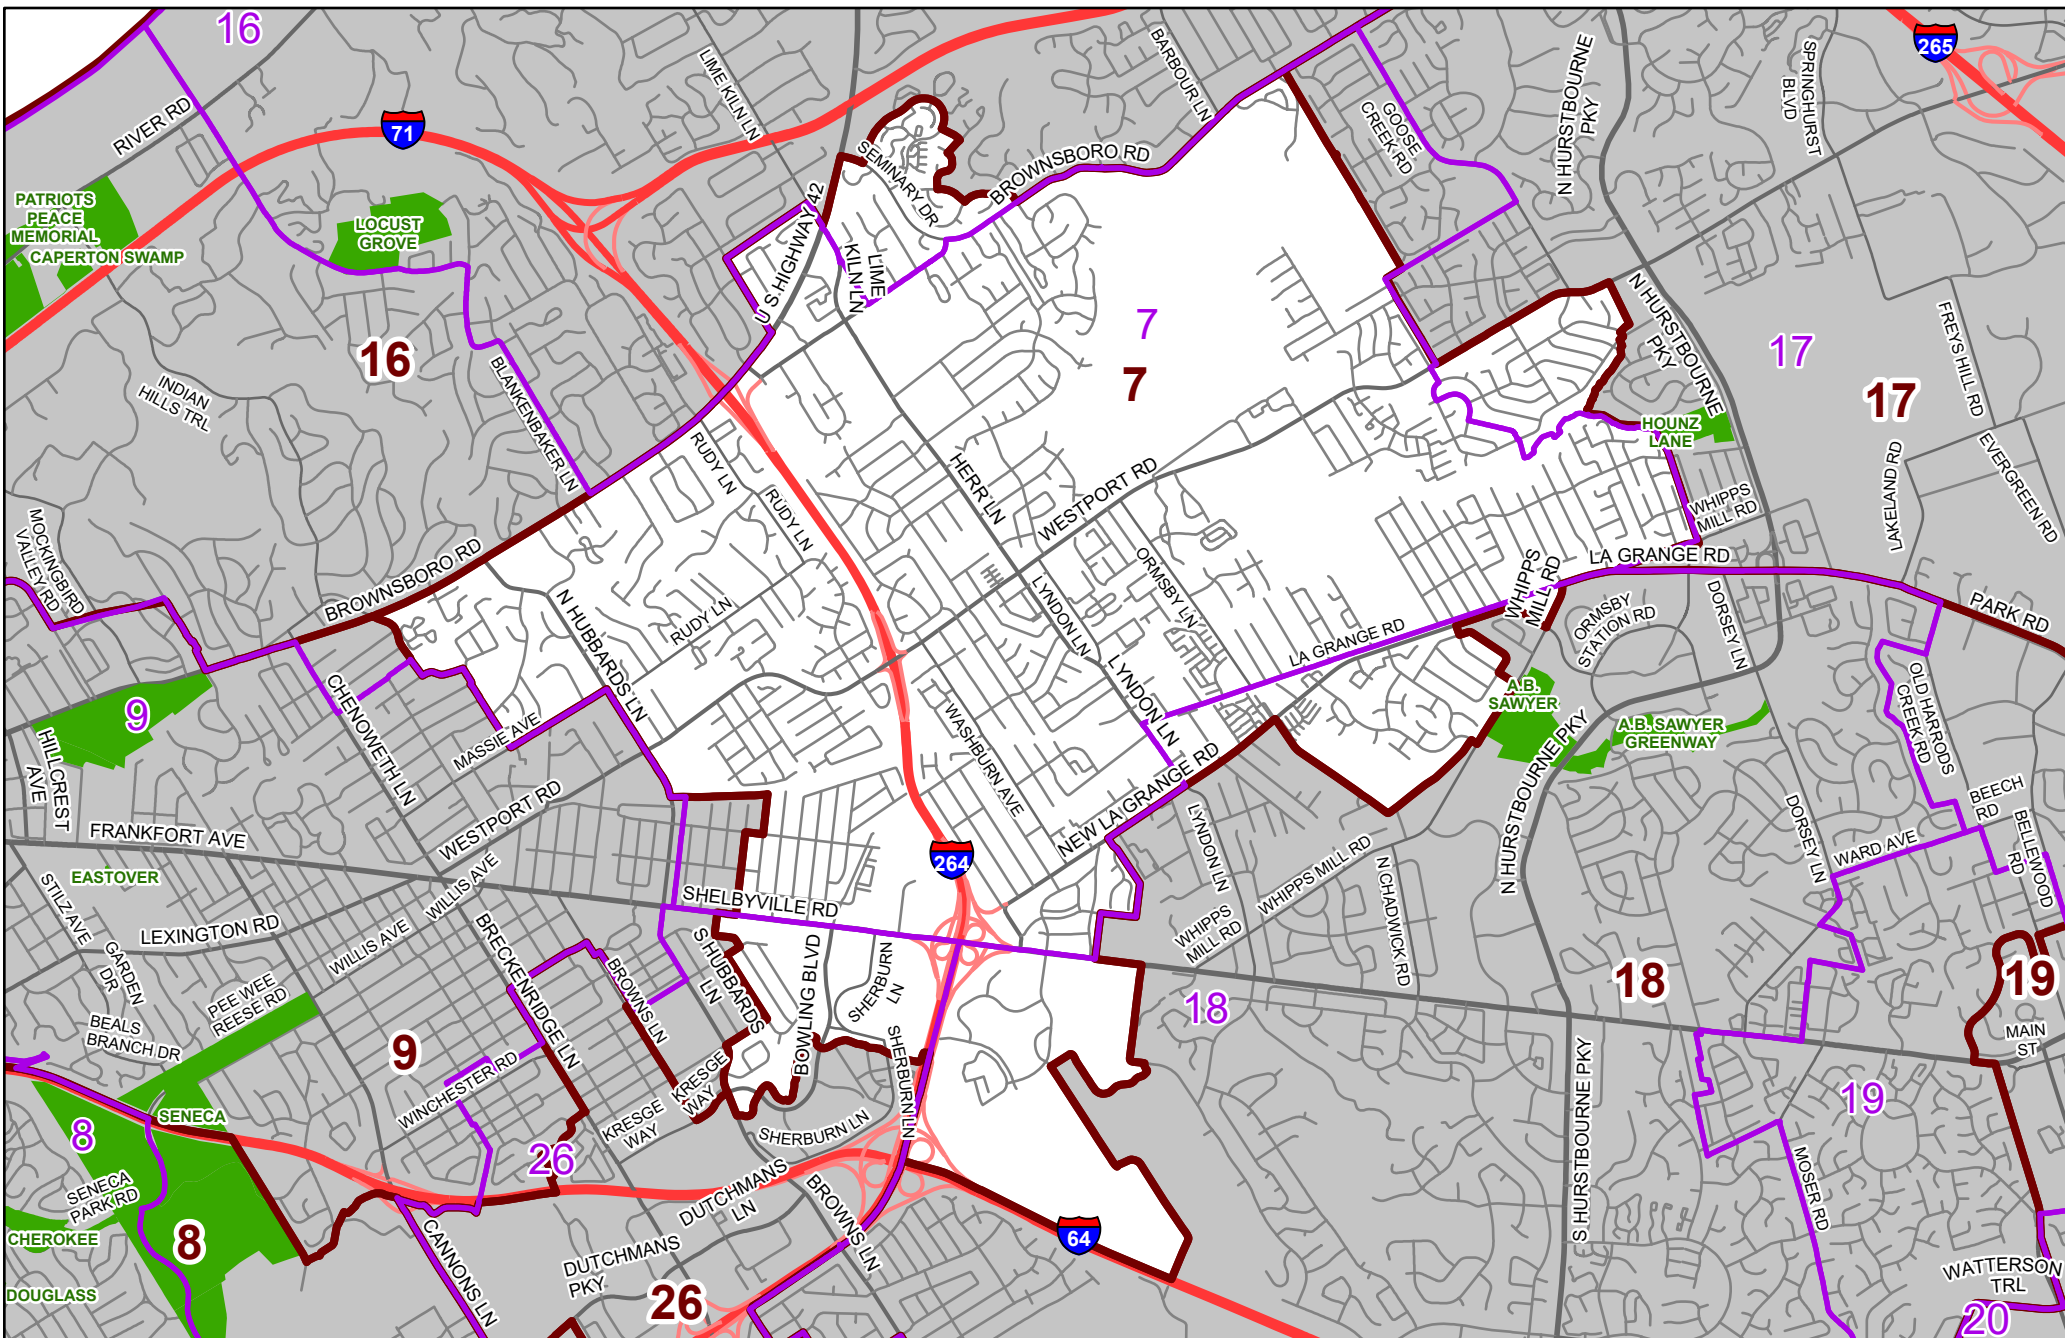 16
RIVER RD
71
LIME KILN LN
BARBOUR LN
GOOSE
CREEK RD
N HURSTBOURNE
PKY
SPRINGHURST
BLVD
265
PATRIOTS
PEACE
MEMORIAL
CAPERTON SWAMP
LOCUST
GROVE
SEMINARY DR
BROWNSBORO RD
U S HIGHWAY 42
LIME
KILN LN
16
INDIAN
HILLS TRL
BLANKENBAKER LN
7
7
N HURSTBOURNE
PKY
17
17
FREYS HILL RD
HOUNZ
LANE
LAKELAND RD
EVERGREEN RD
RUDY LN
RUDY LN
HERR LN
WESTPORT RD
WHIPPS
MILL RD
LA GRANGE RD
MOCKINGBIRD
VALLEY RD
BROWNSBORO RD
N HUBBARDS LN
RUDY LN
LYNDON LN
ORMSBY LN
LA GRANGE RD
WHIPPS
MILL RD
ORMSBY
STATION RD
DORSEY LN
PARK RD
9
CHENOWETH LN
MASSIE AVE
WASHBURN AVE
LYNDON LN
A.B.
SAWYER
A.B. SAWYER
GREENWAY
OLD HARRODS
CREEK RD
HILLCREST
AVE
WESTPORT RD
NEW LA GRANGE RD
N HURSTBOURNE PKY
DORSEY LN
BEECH
RD
BELLEWOOD
RD
FRANKFORT AVE
EASTOVER
264
LYNDON LN
WHIPPS MILL RD
N CHADWICK RD
WARD AVE
STILZ AVE
LEXINGTON RD
WILLIS AVE
WILLIS AVE
SHELBYVILLE RD
WHIPPS
MILL RD
GARDEN
DR
PEE WEE
REESE RD
BRECKENRIDGE LN
BROWNS LN
S HUBBARDS
LN
BOWLING BLVD
SHERBURN
LN
18
18
19
BEALS
BRANCH DR
9
WINCHESTER RD
KRESGE
WAY
KRESGE
WAY
SHERBURN LN
SHERBURN LN
S HURSTBOURNE PKY
MAIN
ST
19
8
SENECA
SENECA
PARK RD
26
DUTCHMANS
LN
BROWNS LN
MOSER RD
CHEROKEE
8
CANNONS LN
DUTCHMANS
PKY
64
DOUGLASS
26
WATTERSON
TRL
20